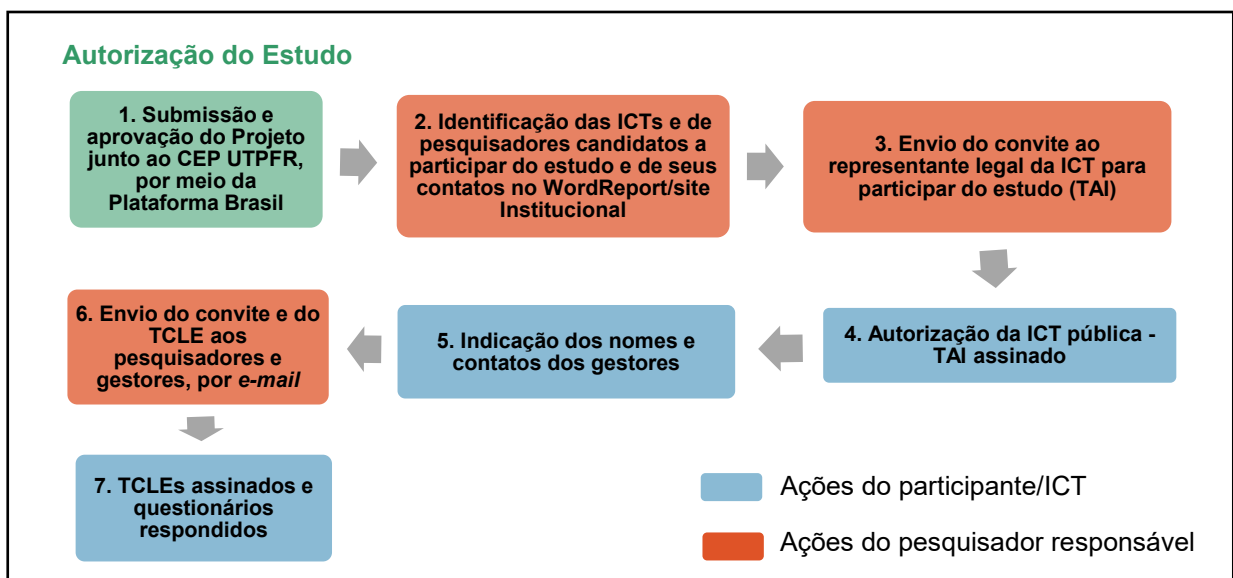 Autorização do Estudo
1. Submissão e
aprovação do Projeto
junto ao CEP UTPFR,
por meio da
Plataforma Brasil
2. Identificação das ICTs e de
pesquisadores candidatos a
participar do estudo e de seus
contatos no WordReport/site
Institucional
3. Envio do convite ao
representante legal da ICT para
participar do estudo (TAI)
4. Autorização da ICT pública -
TAI assinado
5. Indicação dos nomes e
contatos dos gestores
6. Envio do convite e do
TCLE aos
pesquisadores e
gestores, por e-mail
7. TCLEs assinados e
questionários
respondidos
Ações do participante/ICT
Ações do pesquisador responsável